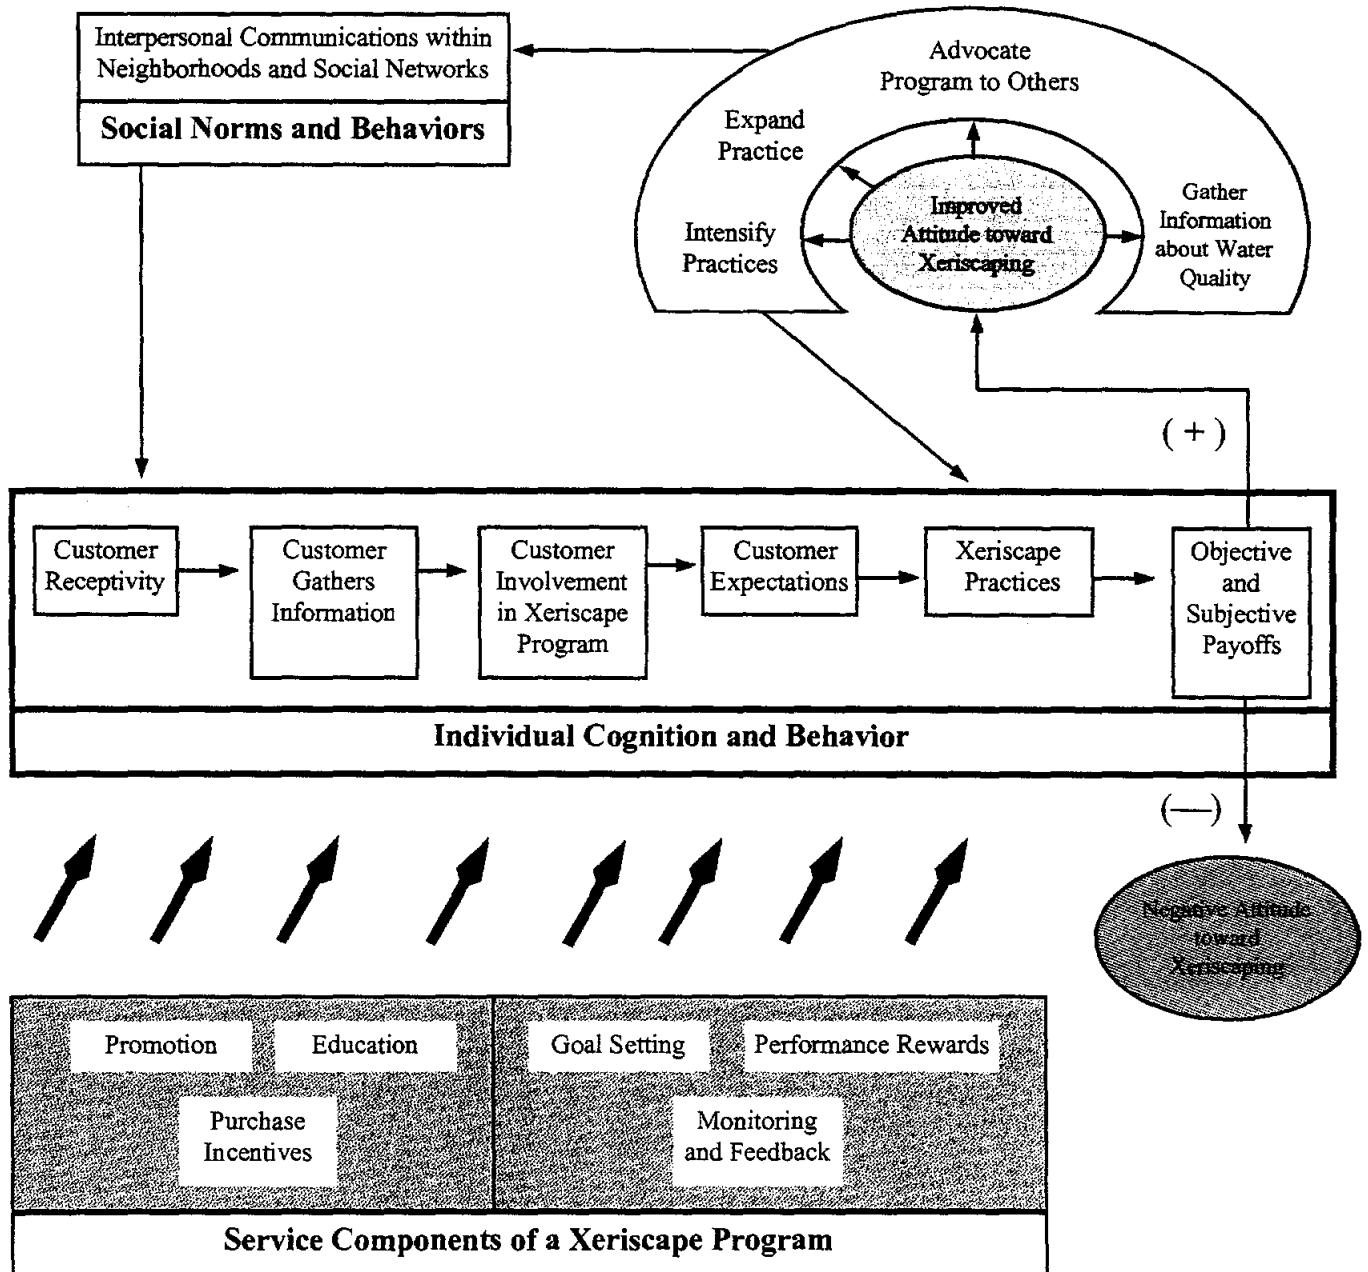 Interpersonal Communications within
Neighborhoods and Social Networks
Social Norms and Behaviors
Advocate
Program to Others
Expand
Practice
Intensify
Practices
Improved
Attitude toward
Xeriscaping
Gather
Information
about Water
Quality
( + )
Customer
Receptivity
Customer
Gathers
Information
Customer
Involvement
in Xeriscape
Program
Customer
Expectations
Xeriscape
Practices
Objective
and
Subjective
Payoffs
Individual Cognition and Behavior
(—)
Negative Attitude
toward
Xeriscaping
Promotion
Education
Purchase
Incentives
Goal Setting
Performance Rewards
Monitoring
and Feedback
Service Components of a Xeriscape Program